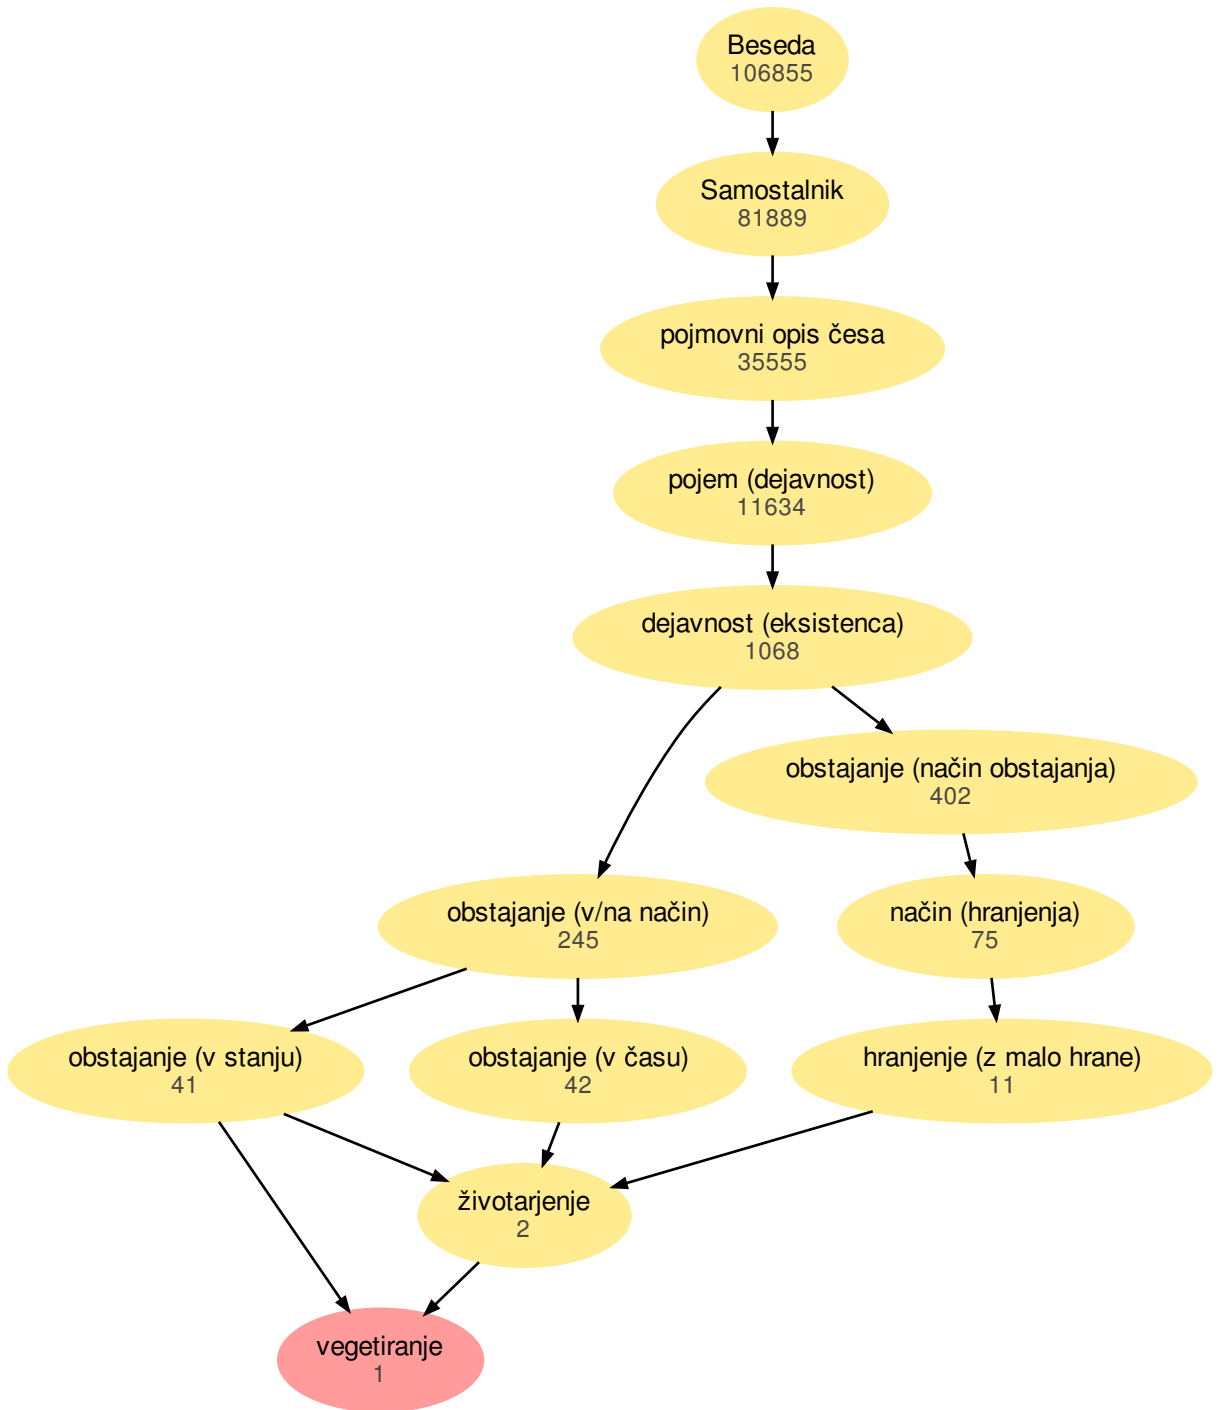 Beseda
106855
Samostalnik
81889
pojmovni opis česa
35555
pojem (dejavnost)
11634
dejavnost (eksistenca)
1068
obstajanje (način obstajanja)
402
obstajanje (v/na način)
245
način (hranjenja)
75
obstajanje (v stanju)
41
obstajanje (v času)
42
hranjenje (z malo hrane)
11
životarjenje
2
vegetiranje
1